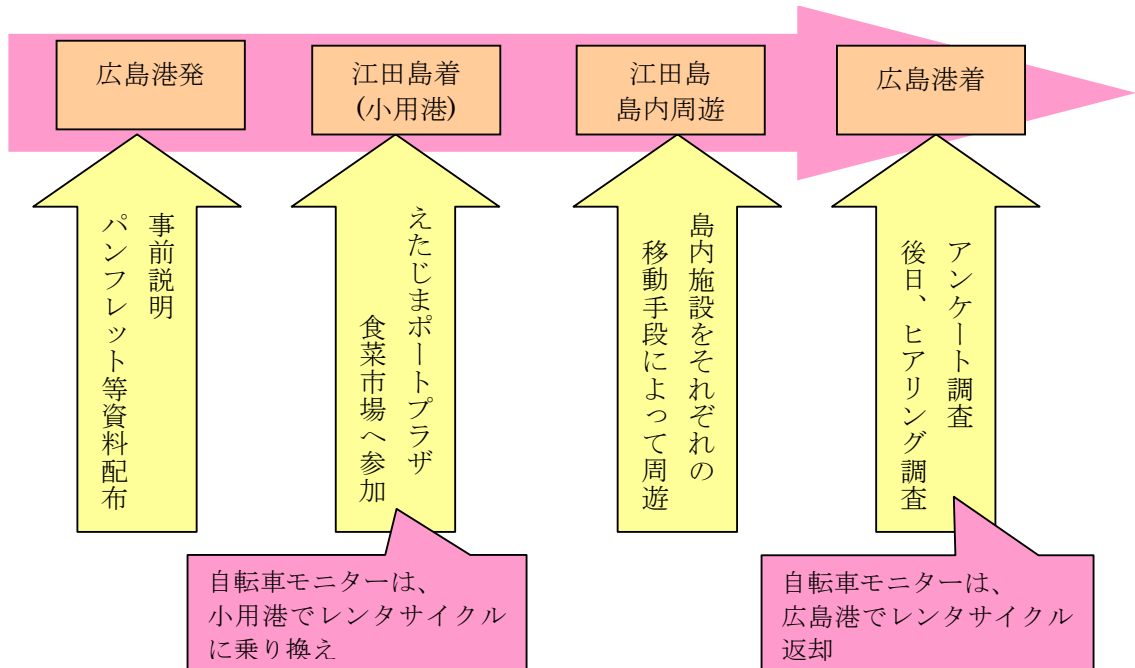 広島港発
江田島着
(小用港)
江田島
島内周遊
広島港着
事前説明
パンフレット等資料配布
えたじまポートプラザ
食菜市場へ参加
島内施設をそれぞれの
移動手段によって周遊
アンケート調査
後日、ヒアリング調査
自転車モニターは、
小用港でレンタサイクル
に乗り換え
自転車モニターは、
広島港でレンタサイクル
返却